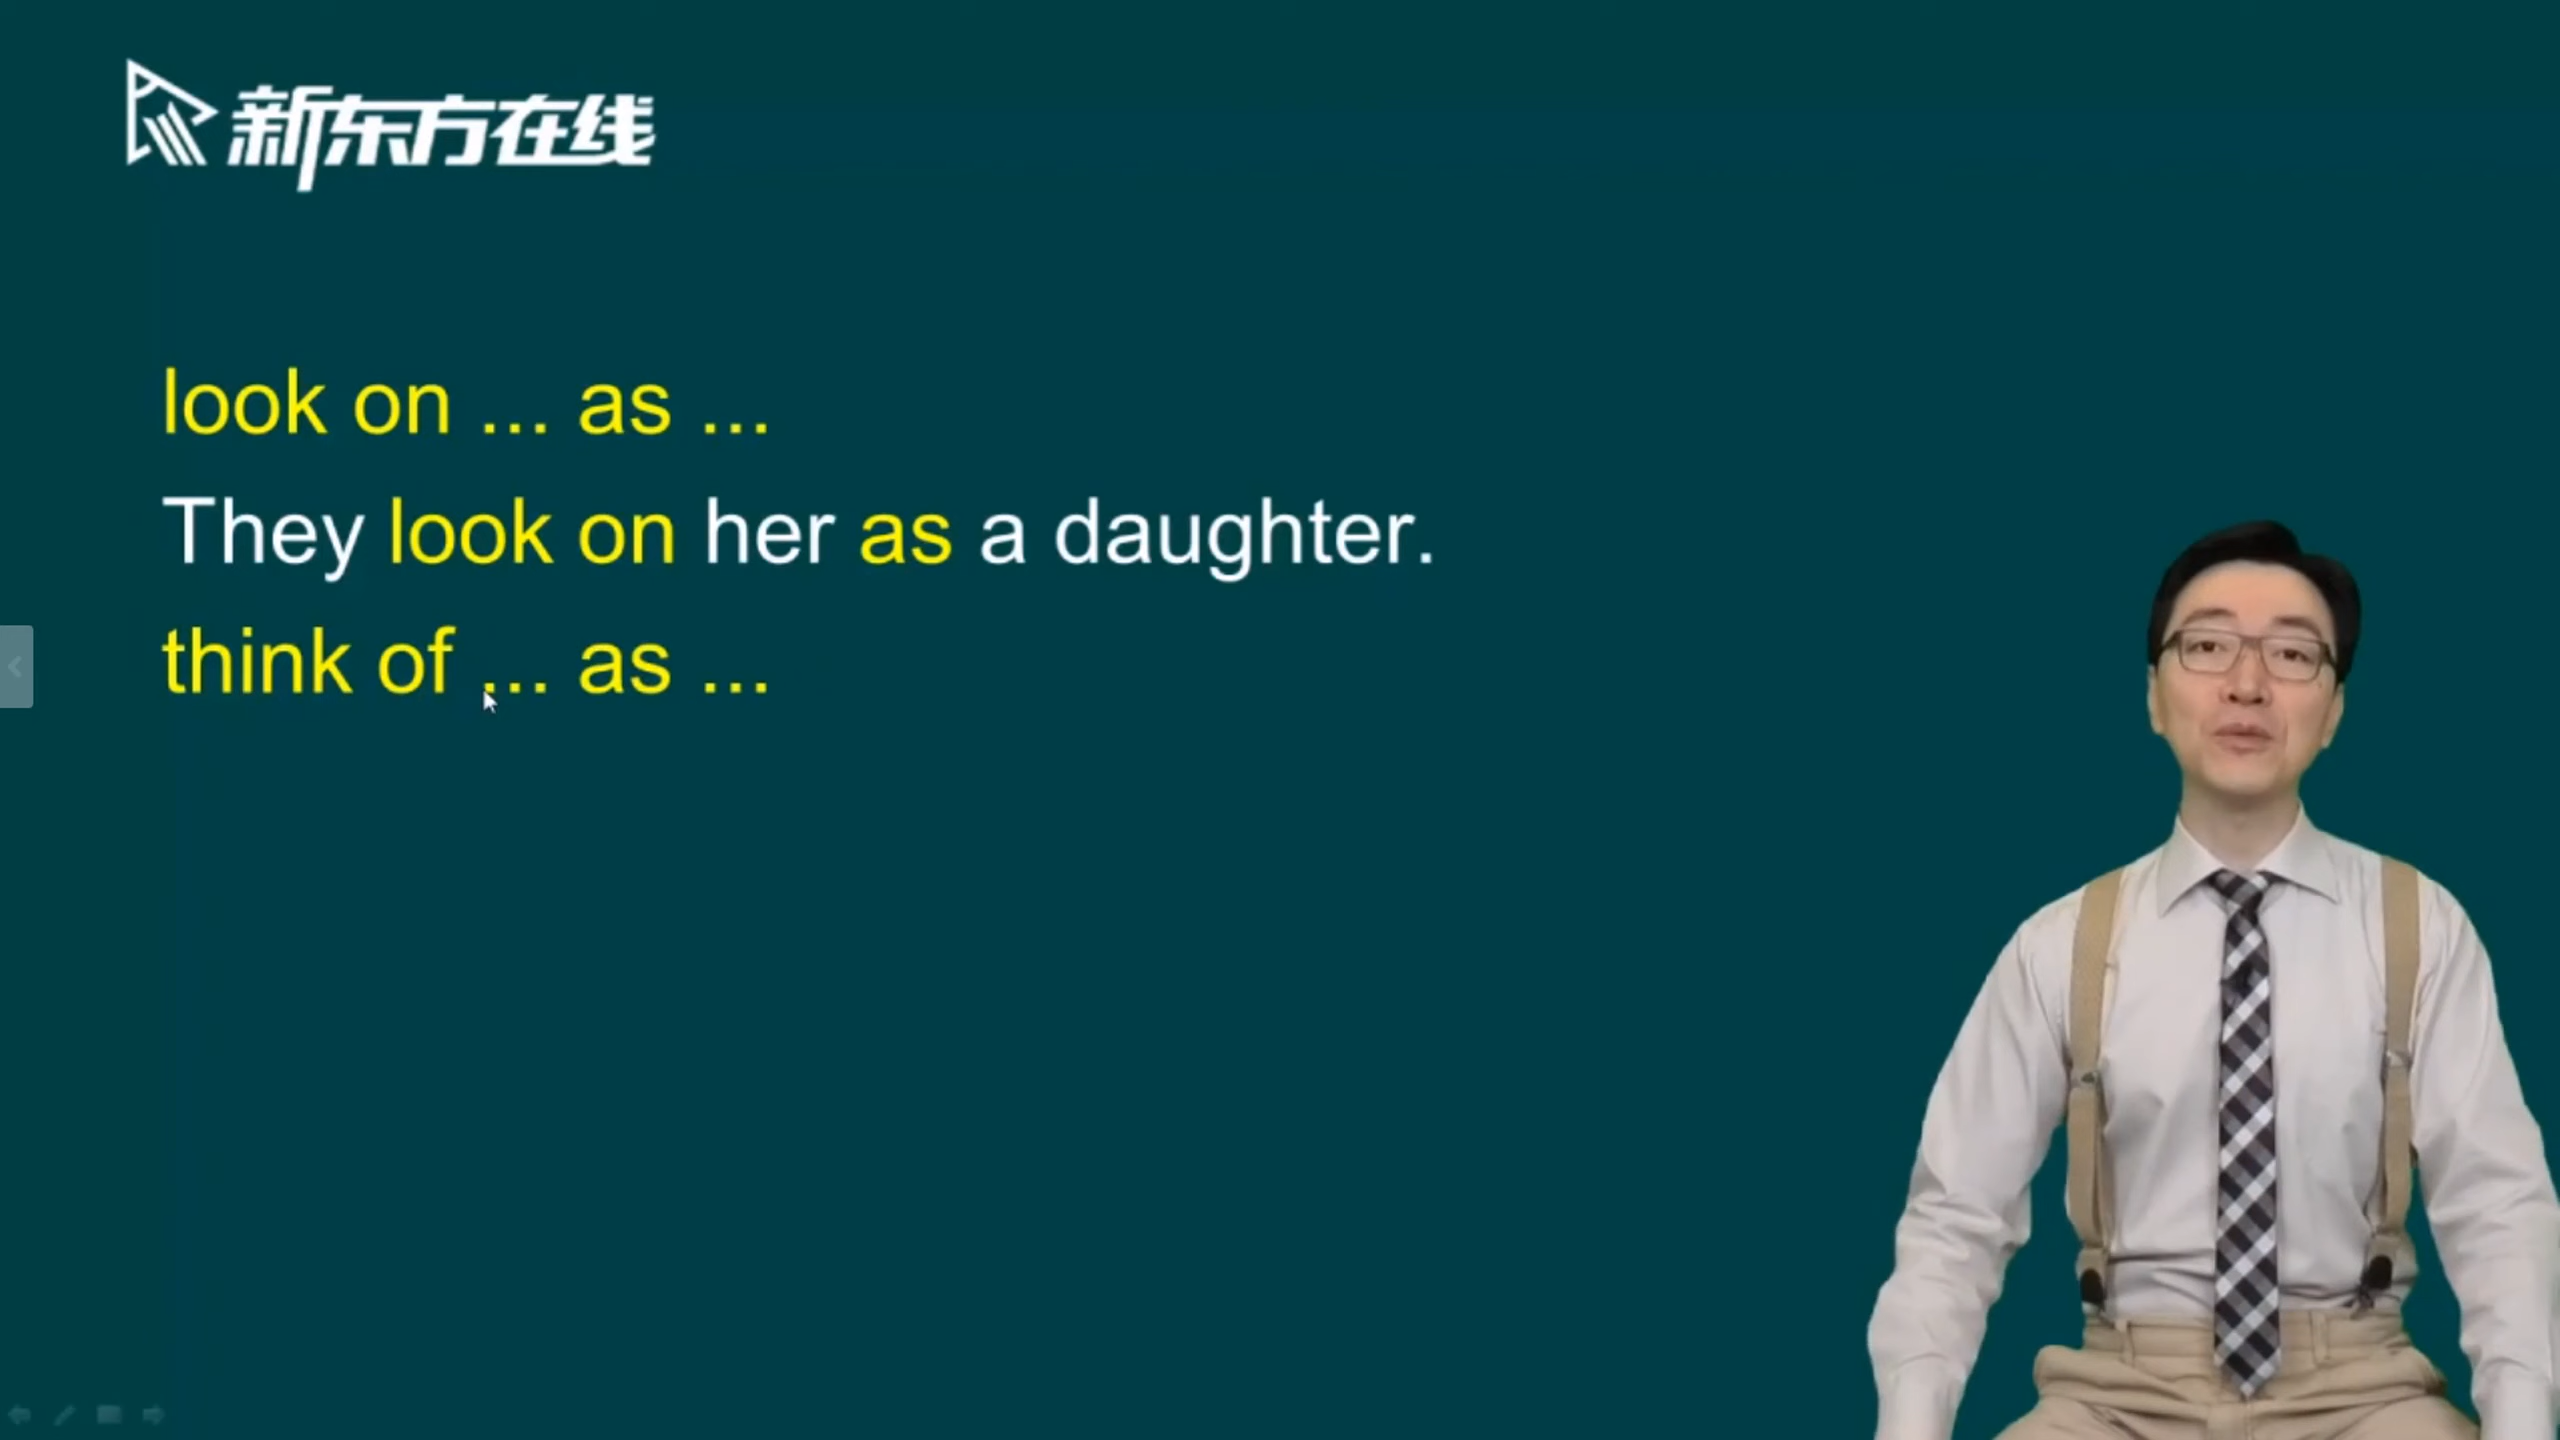 新东方在线
look on ... as ...
They look on her as a daughter.
think of ... as ...